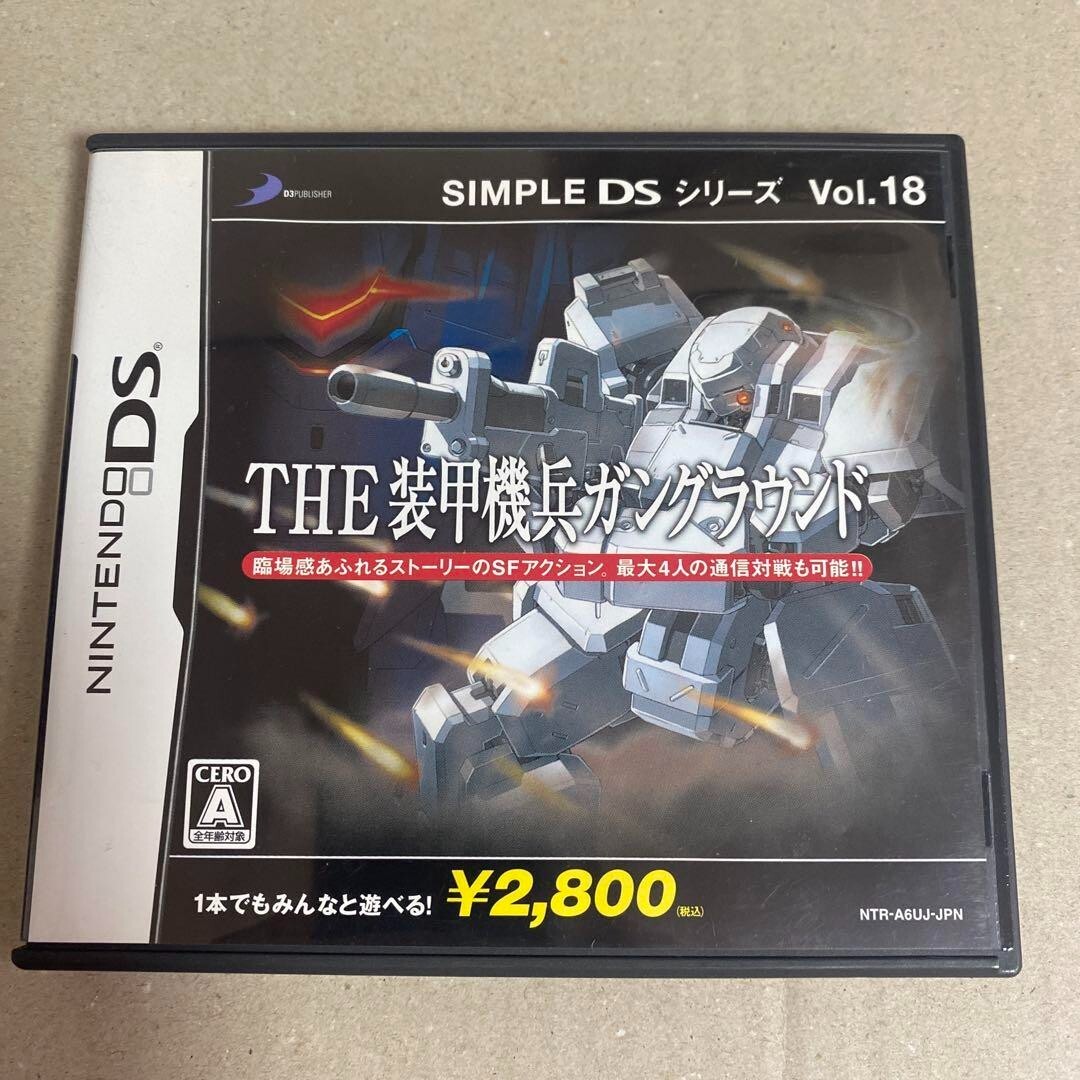 D3PUBLISHER
SIMPLE DS シリーズ Vol.18
NINTENDO DS®
THE 装甲機兵ガングラウンド
臨場感あふれるストーリーのSFアクション。最大4人の通信対戦も可能!!
CERO
A
全年齢対象
1本でもみんなと遊べる! ¥2,800(税込)
NTR-A6UJ-JPN